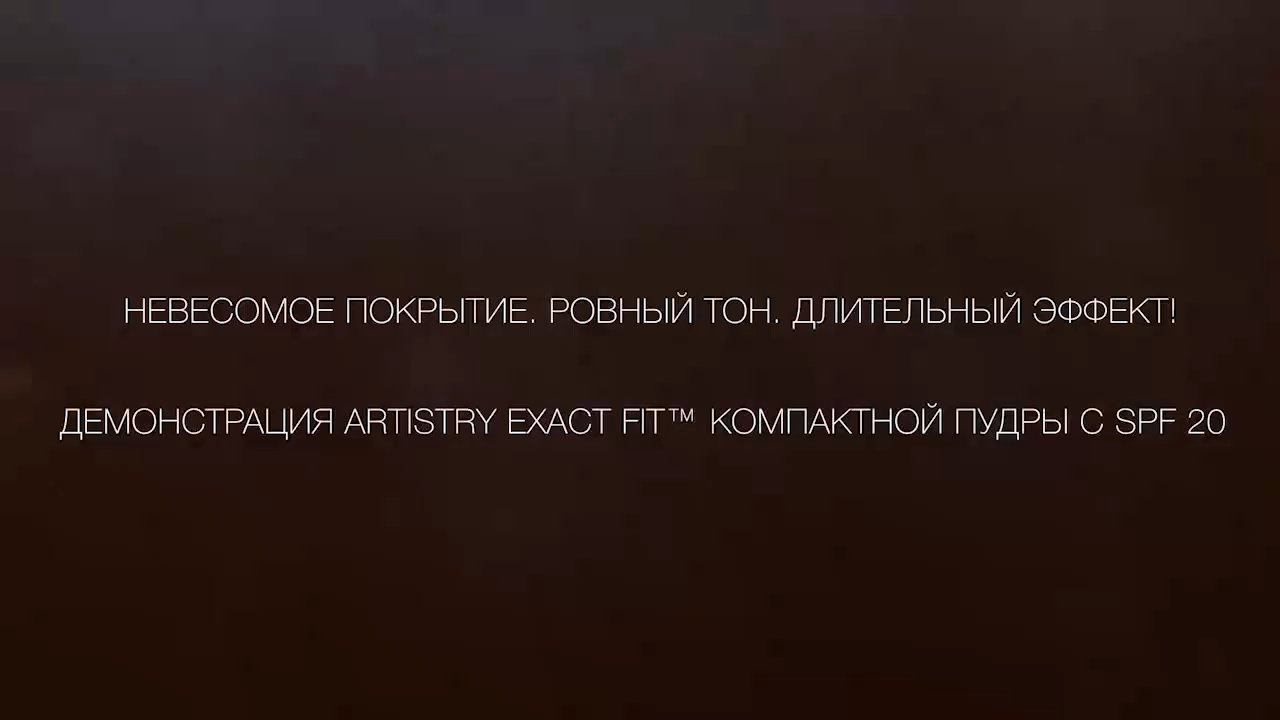 НЕВЕСОМОЕ ПОКРЫТИЕ. РОВНЫЙ ТОН. ДЛИТЕЛЬНЫЙ ЭФФЕКТ!
ДЕМОНСТРАЦИЯ ARTISTRY EXACT FIT™ КОМПАКТНОЙ ПУДРЫ С SPF 20